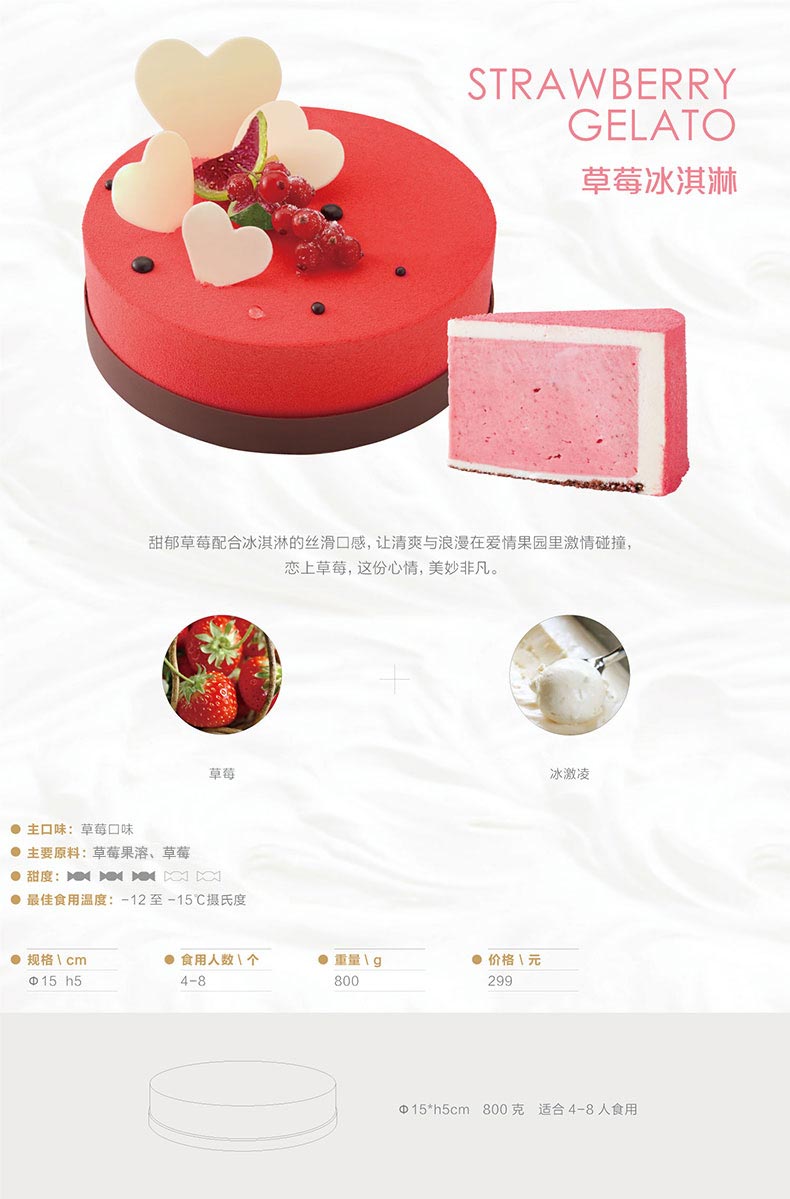 STRAWBERRY
GELATO
草莓冰淇淋
甜郁草莓配合冰淇淋的丝滑口感,让清爽与浪漫在爱情果园里激情碰撞,
恋上草莓,这份心情,美妙非凡。
草莓
冰激凌
主口味：草莓口味
主要原料：草莓果溶、草莓
甜度：
最佳食用温度：-12 至 -15℃摄氏度
规格 \ cm
Φ15 h5
食用人数 \ 个
4-8
重量 \ g
800
价格 \ 元
299
Φ15*h5cm 800 克 适合 4-8 人食用